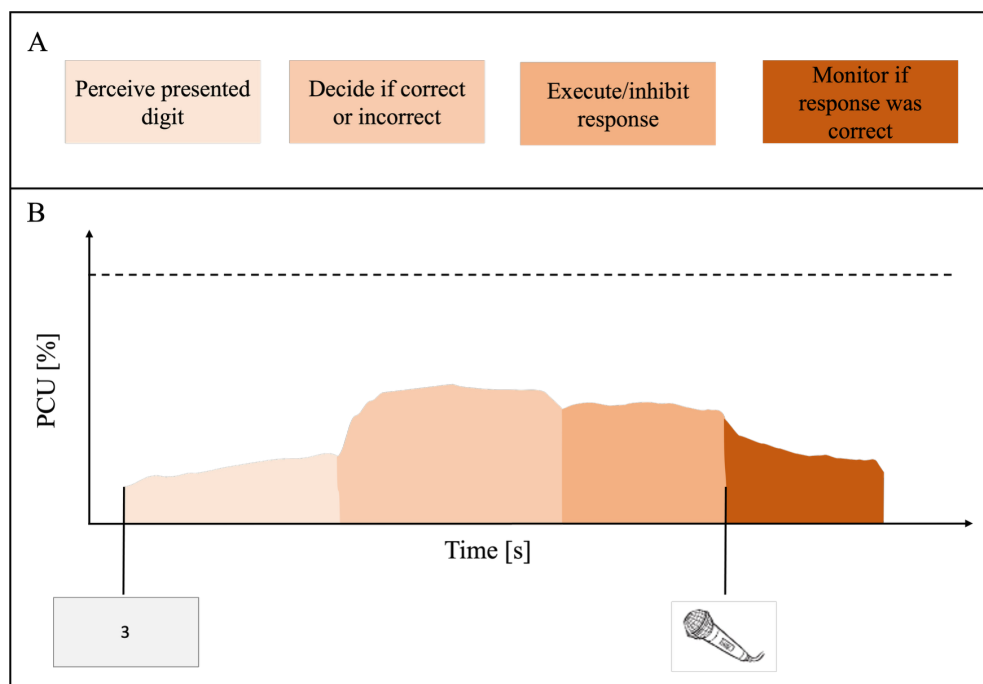 A
Perceive presented
digit
Decide if correct
or incorrect
Execute/inhibit
response
Monitor if
response was
correct
B
PCU [%]
Time [s]
3